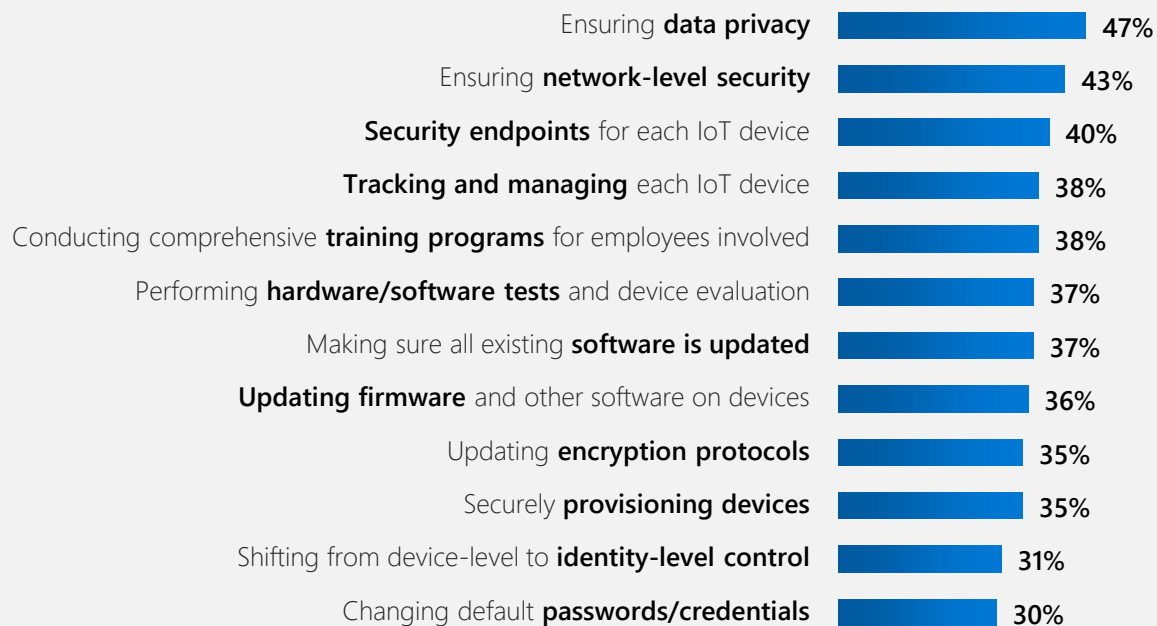 Ensuring data privacy 47%
Ensuring network-level security 43%
Security endpoints for each IoT device 40%
Tracking and managing each IoT device 38%
Conducting comprehensive training programs for employees involved 38%
Performing hardware/software tests and device evaluation 37%
Making sure all existing software is updated 37%
Updating firmware and other software on devices 36%
Updating encryption protocols 35%
Securely provisioning devices 35%
Shifting from device-level to identity-level control 31%
Changing default passwords/credentials 30%